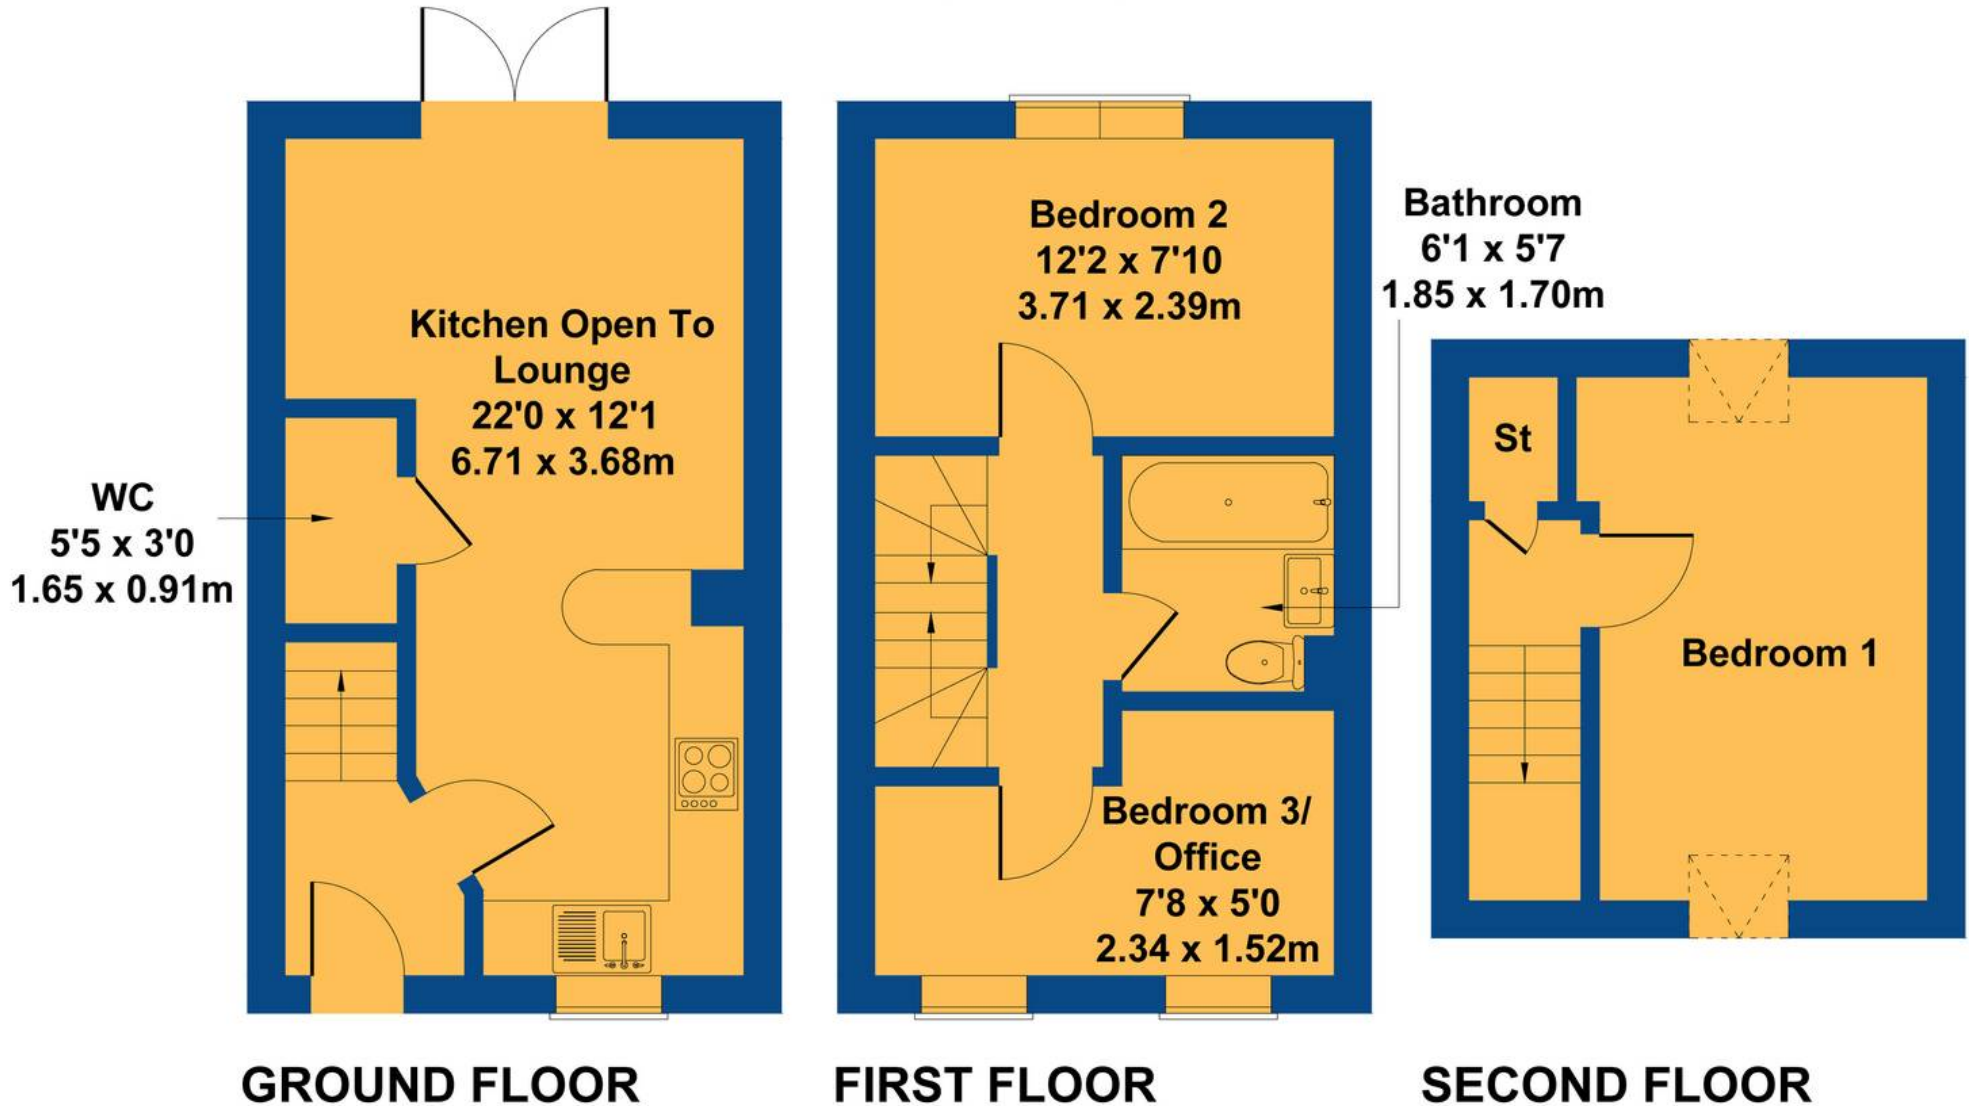 Kitchen Open To
Lounge
22'0 x 12'1
6.71 x 3.68m
WC
5'5 x 3'0
1.65 x 0.91m
GROUND FLOOR
Bedroom 2
12'2 x 7'10
3.71 x 2.39m
Bathroom
6'1 x 5'7
1.85 x 1.70m
Bedroom 3/
Office
7'8 x 5'0
2.34 x 1.52m
FIRST FLOOR
St
Bedroom 1
SECOND FLOOR